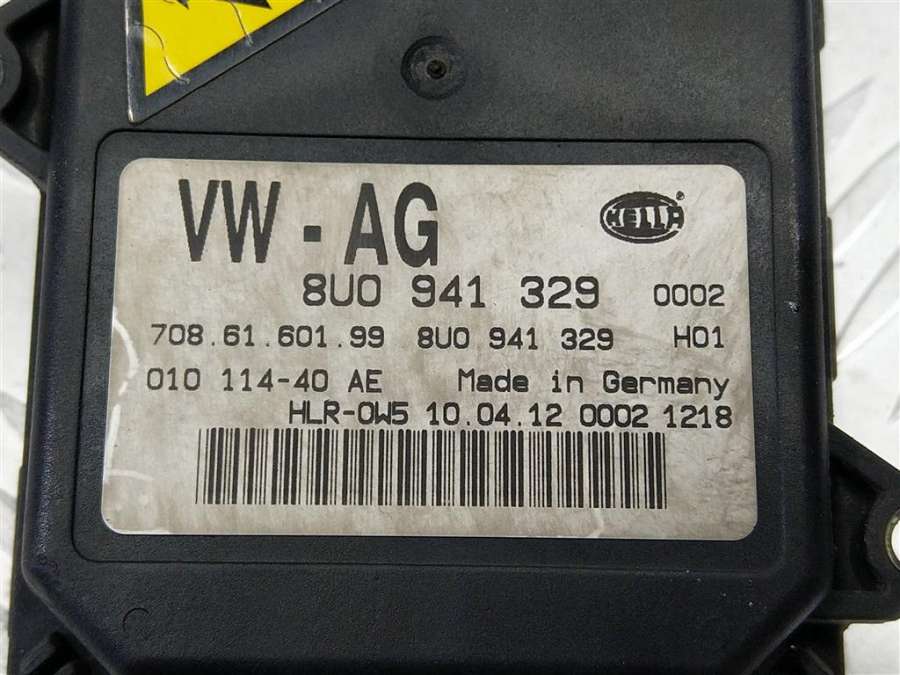 VW - AG
HELLA ®
8U0 941 329 0002
708.61.601.99 8U0 941 329 H01
010 114-40 AE Made in Germany
HLR-0W5 10.04.12 0002 1218